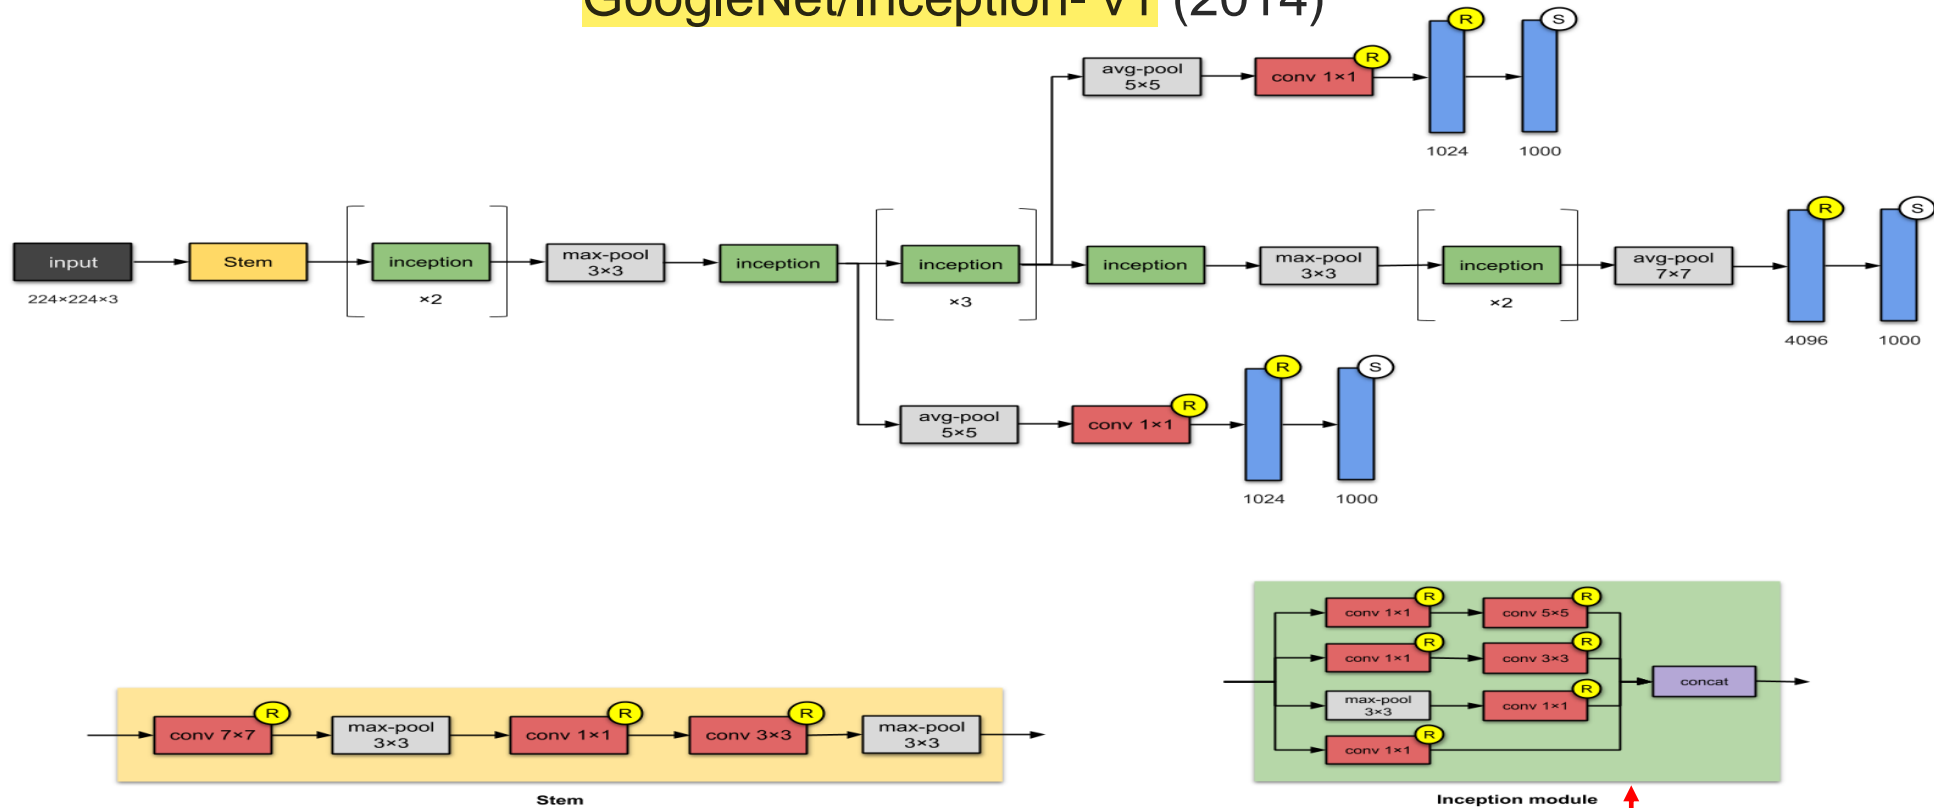 GoogleNet/Inception- v1 (2014)
R
S
avg-pool
5×5
R
conv 1×1
1024
1000
input
224×224×3
Stem
inception
×2
max-pool
3×3
inception
inception
×3
inception
max-pool
3×3
inception
×2
avg-pool
7×7
R
S
4096
1000
avg-pool
5×5
R
conv 1×1
R
S
1024
1000
R
conv 7×7
max-pool
3×3
R
conv 1×1
R
conv 3×3
max-pool
3×3
Stem
R
conv 1×1
R
conv 5×5
R
conv 1×1
R
conv 3×3
max-pool
3×3
R
conv 1×1
R
conv 1×1
concat
Inception module